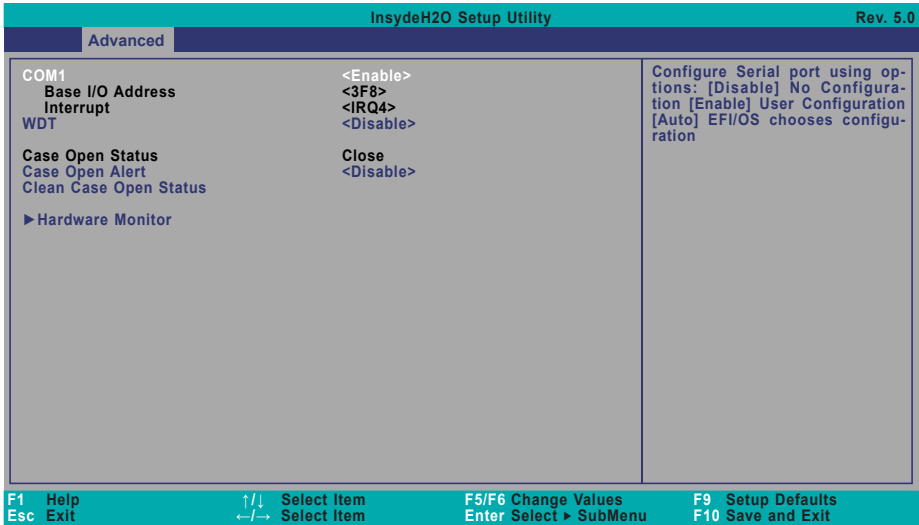 InsydeH2O Setup Utility Rev. 5.0
Advanced
COM1 <Enable>
Base I/O Address <3F8>
Interrupt <IRQ4>
WDT <Disable>
Case Open Status Close
Case Open Alert <Disable>
Clean Case Open Status
►Hardware Monitor
Configure Serial port using op-
tions: [Disable] No Configura-
tion [Enable] User Configuration
[Auto] EFI/OS chooses configu-
ration
F1 Help ↑/↓ Select Item F5/F6 Change Values F9 Setup Defaults
Esc Exit ←/→ Select Item Enter Select ► SubMenu F10 Save and Exit